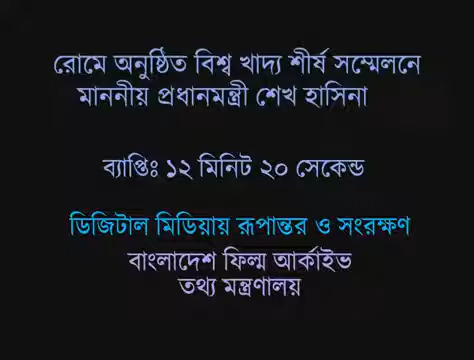 রোমে অনুষ্ঠিত বিশ্ব খাদ্য শীর্ষ সম্মেলনে
মাননীয় প্রধানমন্ত্রী শেখ হাসিনা
ব্যাপ্তিঃ ১২ মিনিট ২০ সেকেন্ড
ডিজিটাল মিডিয়ায় রূপান্তর ও সংরক্ষণ
বাংলাদেশ ফিল্ম আর্কাইভ
তথ্য মন্ত্রণালয়